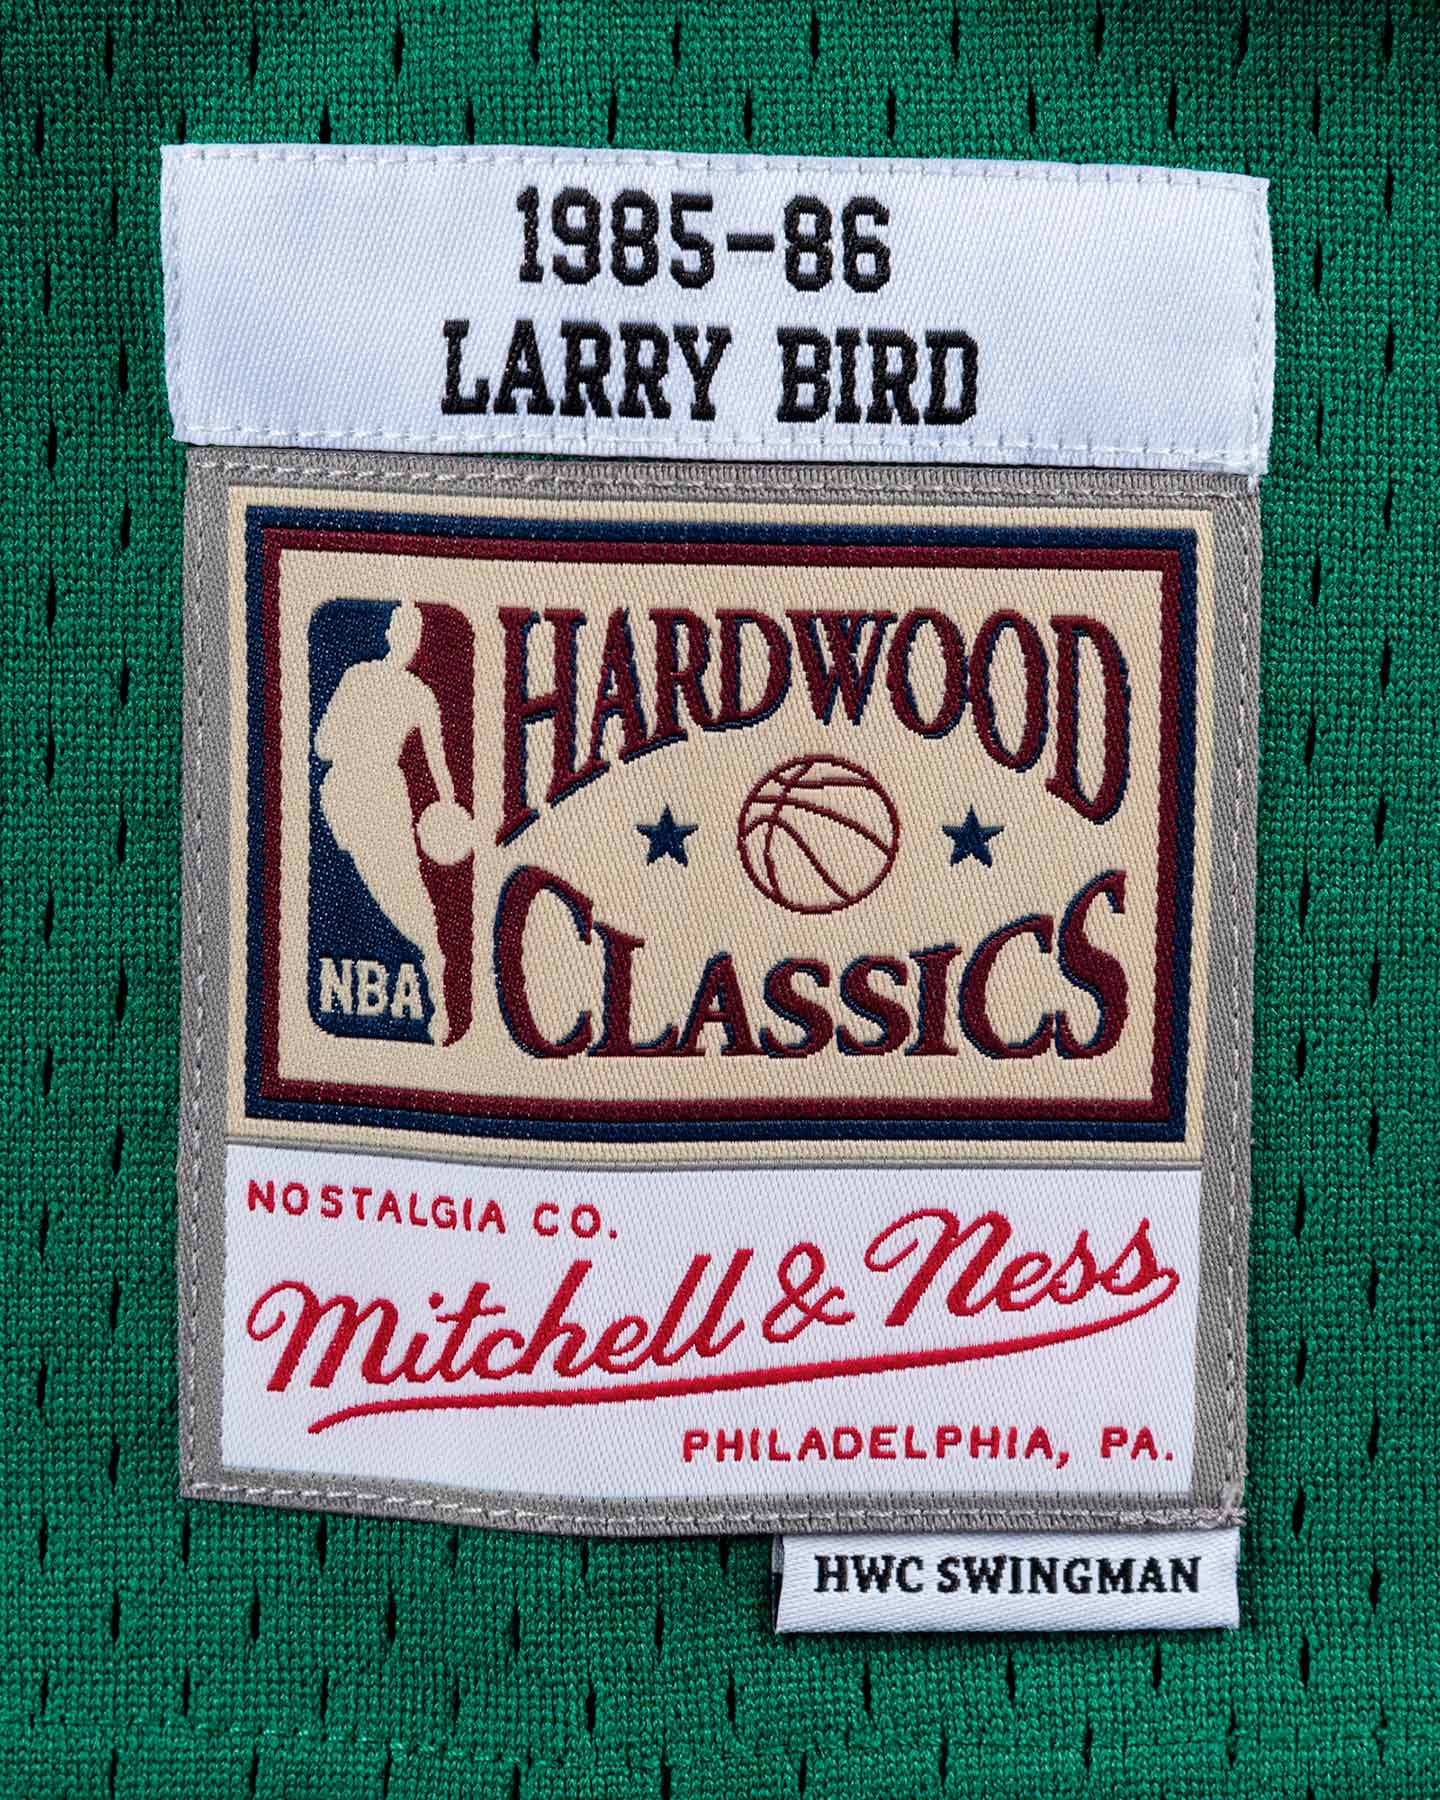 1985-86
LARRY BIRD
HARDWOOD
CLASSICS
NBA
NOSTALGIA CO.
Mitchell & Ness
PHILADELPHIA, PA.
HWC SWINGMAN